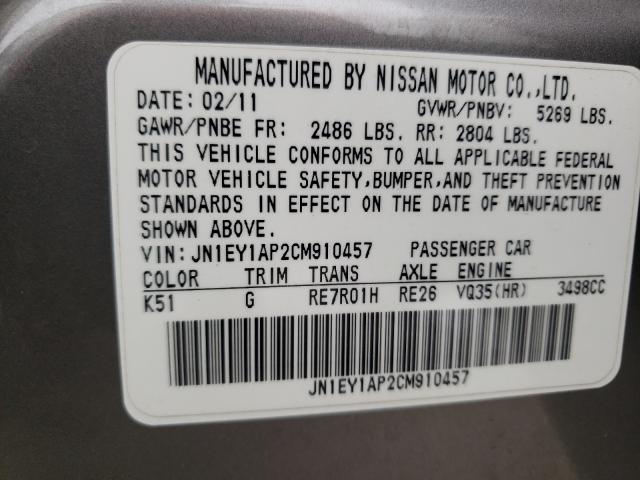 MANUFACTURED BY NISSAN MOTOR CO.,LTD.
DATE: 02/11 GVWR/PNBV: 5269 LBS.
GAWR/PNBE FR: 2486 LBS. RR: 2804 LBS.
THIS VEHICLE CONFORMS TO ALL APPLICABLE FEDERAL
MOTOR VEHICLE SAFETY,BUMPER,AND THEFT PREVENTION
STANDARDS IN EFFECT ON THE DATE OF MANUFACTURE
SHOWN ABOVE.
VIN: JN1EY1AP2CM910457 PASSENGER CAR
COLOR TRIM TRANS AXLE ENGINE
K51 G RE7R01H RE26 VQ35(HR) 3498CC
JN1EY1AP2CM910457